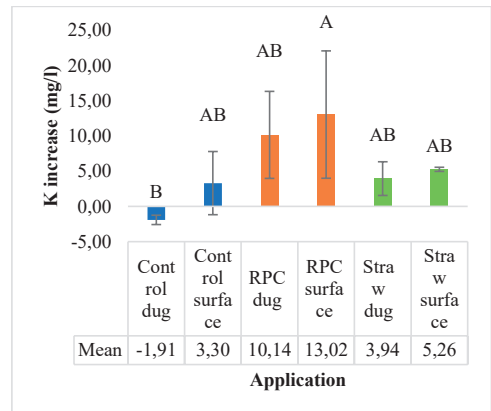 25,00
20,00
15,00
10,00
5,00
0,00
-5,00
K increase (mg/l)
B
AB
AB
A
AB
AB
Cont
rol
dug
Cont
rol
surfa
ce
RPC
dug
RPC
surfa
ce
Stra
w dug
Stra
w
surfa
ce
Mean -1,91 3,30 10,14 13,02 3,94 5,26
Application